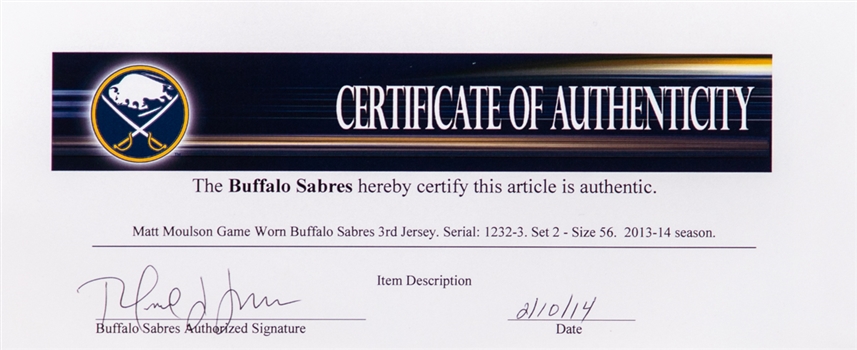 CERTIFICATE OF AUTHENTICITY
The Buffalo Sabres hereby certify this article is authentic.
Matt Moulson Game Worn Buffalo Sabres 3rd Jersey. Serial: 1232-3. Set 2 - Size 56. 2013-14 season.
Item Description
2/10/14
Buffalo Sabres Authorized Signature
Date